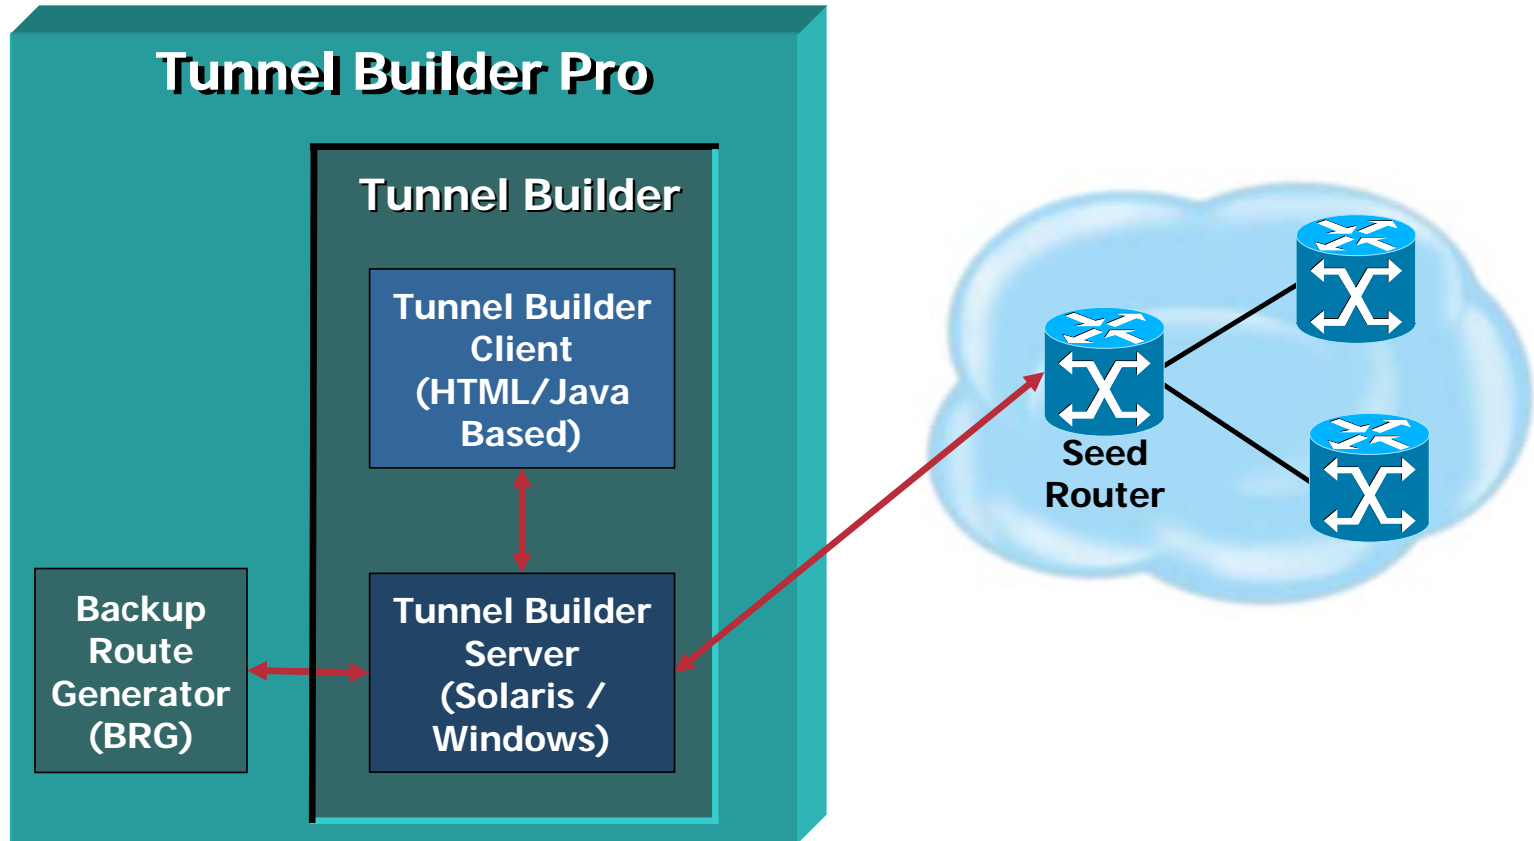 Tunnel Builder Pro
Tunnel Builder
Tunnel Builder
Client
(HTML/Java
Based)
Seed
Router
Backup
Route
Generator
(BRG)
Tunnel Builder
Server
(Solaris /
Windows)